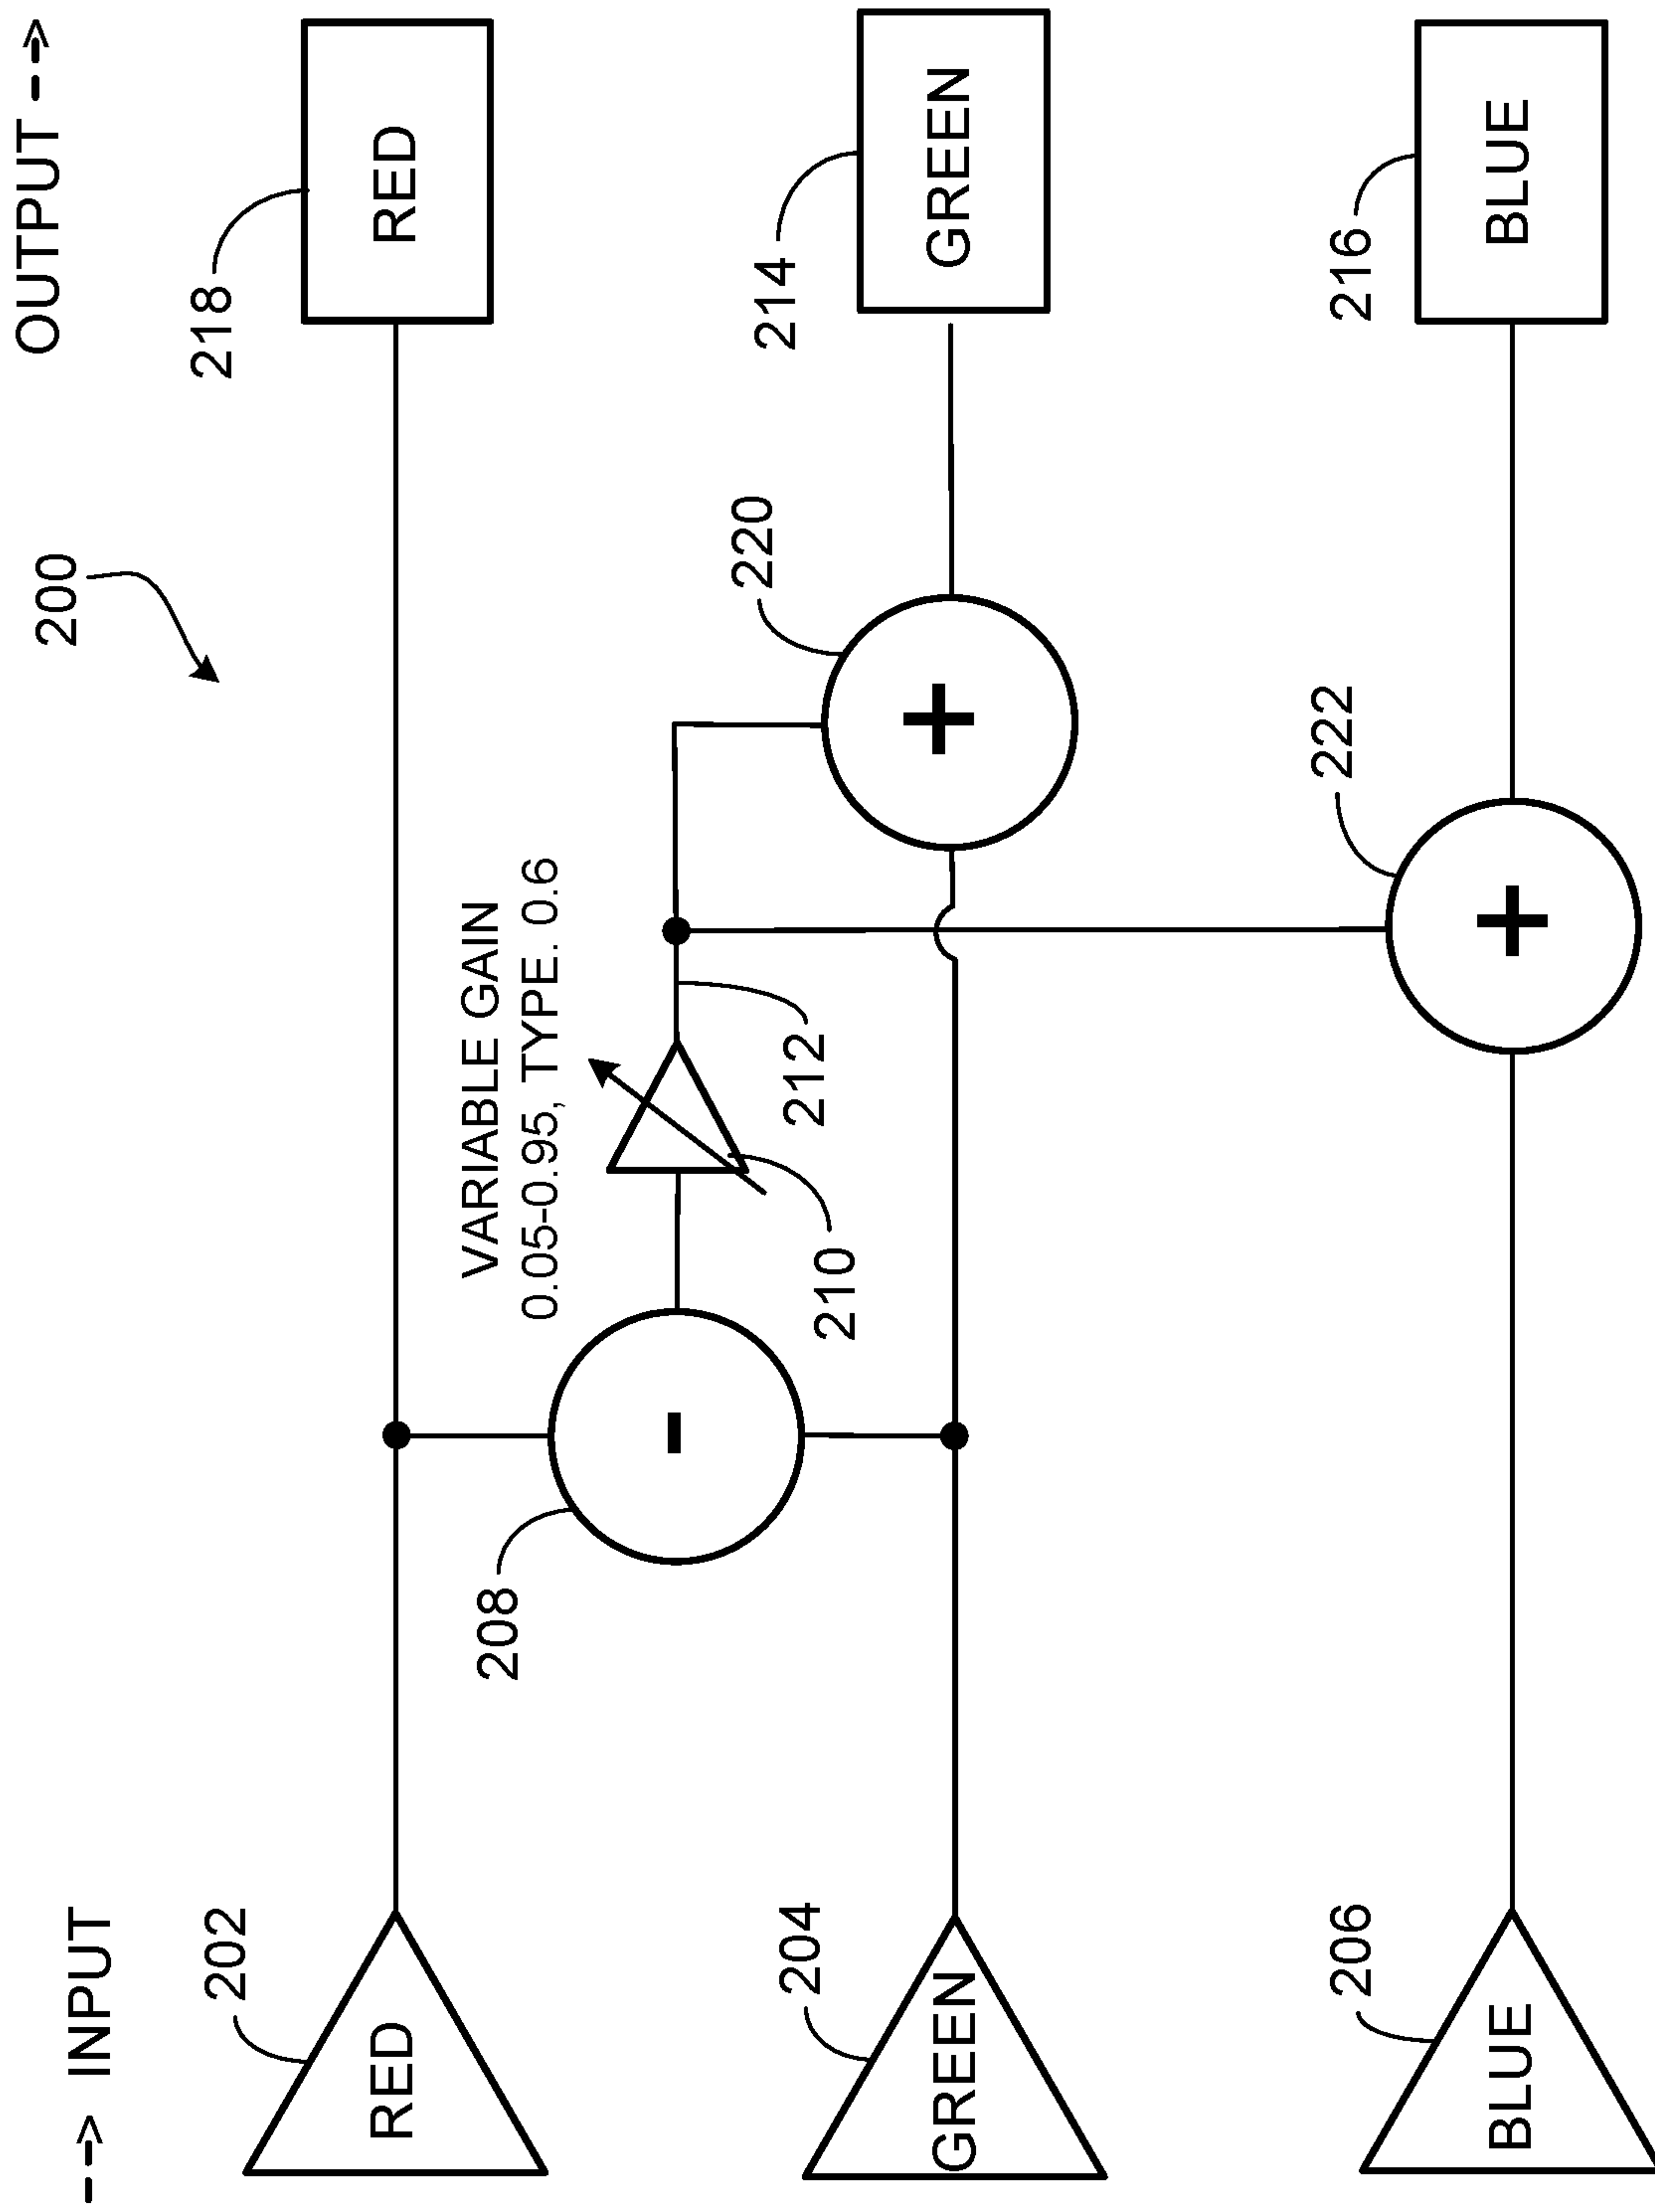 --> INPUT
OUTPUT -->
200
202
RED
218
RED
VARIABLE GAIN
0.05-0.95, TYPE. 0.6
208
-
210
212
220
+
204
GREEN
214
GREEN
222
+
206
BLUE
216
BLUE